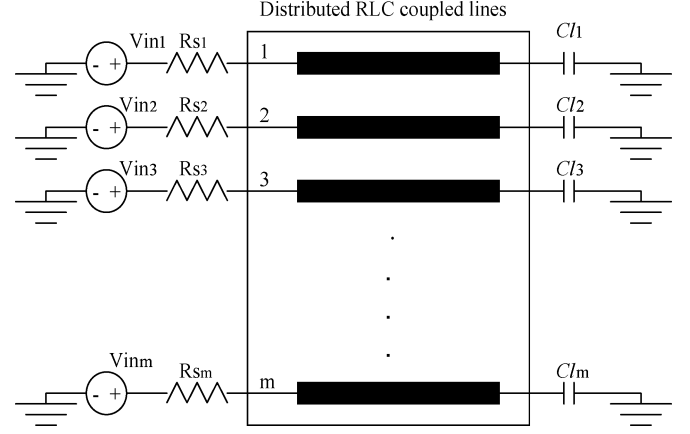 Distributed RLC coupled lines
Vin1 Rs1 1 Cl1
- +
Vin2 Rs2 2 Cl2
- +
Vin3 Rs3 3 Cl3
- +
Vinm Rsm m Clm
- +